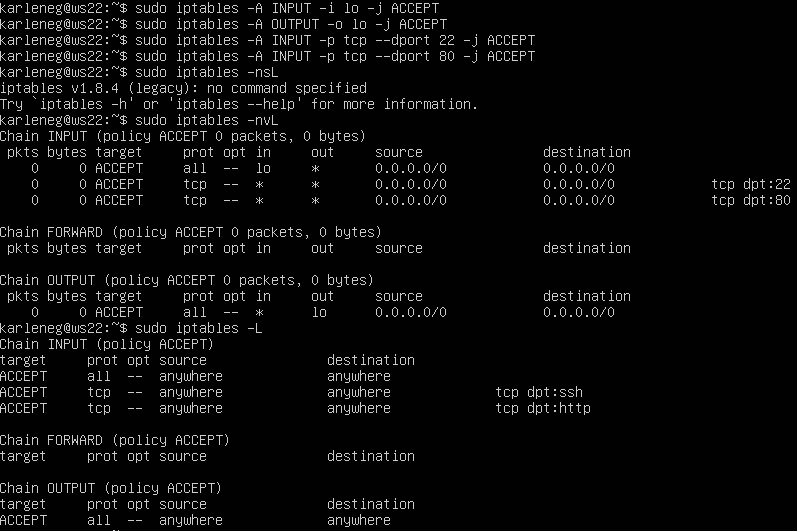 karleneg@ws22:~$ sudo iptables -A INPUT -i lo -j ACCEPT
karleneg@ws22:~$ sudo iptables -A OUTPUT -o lo -j ACCEPT
karleneg@ws22:~$ sudo iptables -A INPUT -p tcp --dport 22 -j ACCEPT
karleneg@ws22:~$ sudo iptables -A INPUT -p tcp --dport 80 -j ACCEPT
karleneg@ws22:~$ sudo iptables -nsL
iptables v1.8.4 (legacy): no command specified
Try `iptables -h' or 'iptables --help' for more information.
karleneg@ws22:~$ sudo iptables -nvL
Chain INPUT (policy ACCEPT 0 packets, 0 bytes)
 pkts bytes target     prot opt in     out     source               destination
    0     0 ACCEPT     all  --  lo     *       0.0.0.0/0            0.0.0.0/0
    0     0 ACCEPT     tcp  --  *      *       0.0.0.0/0            0.0.0.0/0            tcp dpt:22
    0     0 ACCEPT     tcp  --  *      *       0.0.0.0/0            0.0.0.0/0            tcp dpt:80
Chain FORWARD (policy ACCEPT 0 packets, 0 bytes)
 pkts bytes target     prot opt in     out     source               destination
Chain OUTPUT (policy ACCEPT 0 packets, 0 bytes)
 pkts bytes target     prot opt in     out     source               destination
    0     0 ACCEPT     all  --  *      lo      0.0.0.0/0            0.0.0.0/0
karleneg@ws22:~$ sudo iptables -L
Chain INPUT (policy ACCEPT)
target     prot opt source               destination
ACCEPT     all  --  anywhere             anywhere
ACCEPT     tcp  --  anywhere             anywhere             tcp dpt:ssh
ACCEPT     tcp  --  anywhere             anywhere             tcp dpt:http
Chain FORWARD (policy ACCEPT)
target     prot opt source               destination
Chain OUTPUT (policy ACCEPT)
target     prot opt source               destination
ACCEPT     all  --  anywhere             anywhere